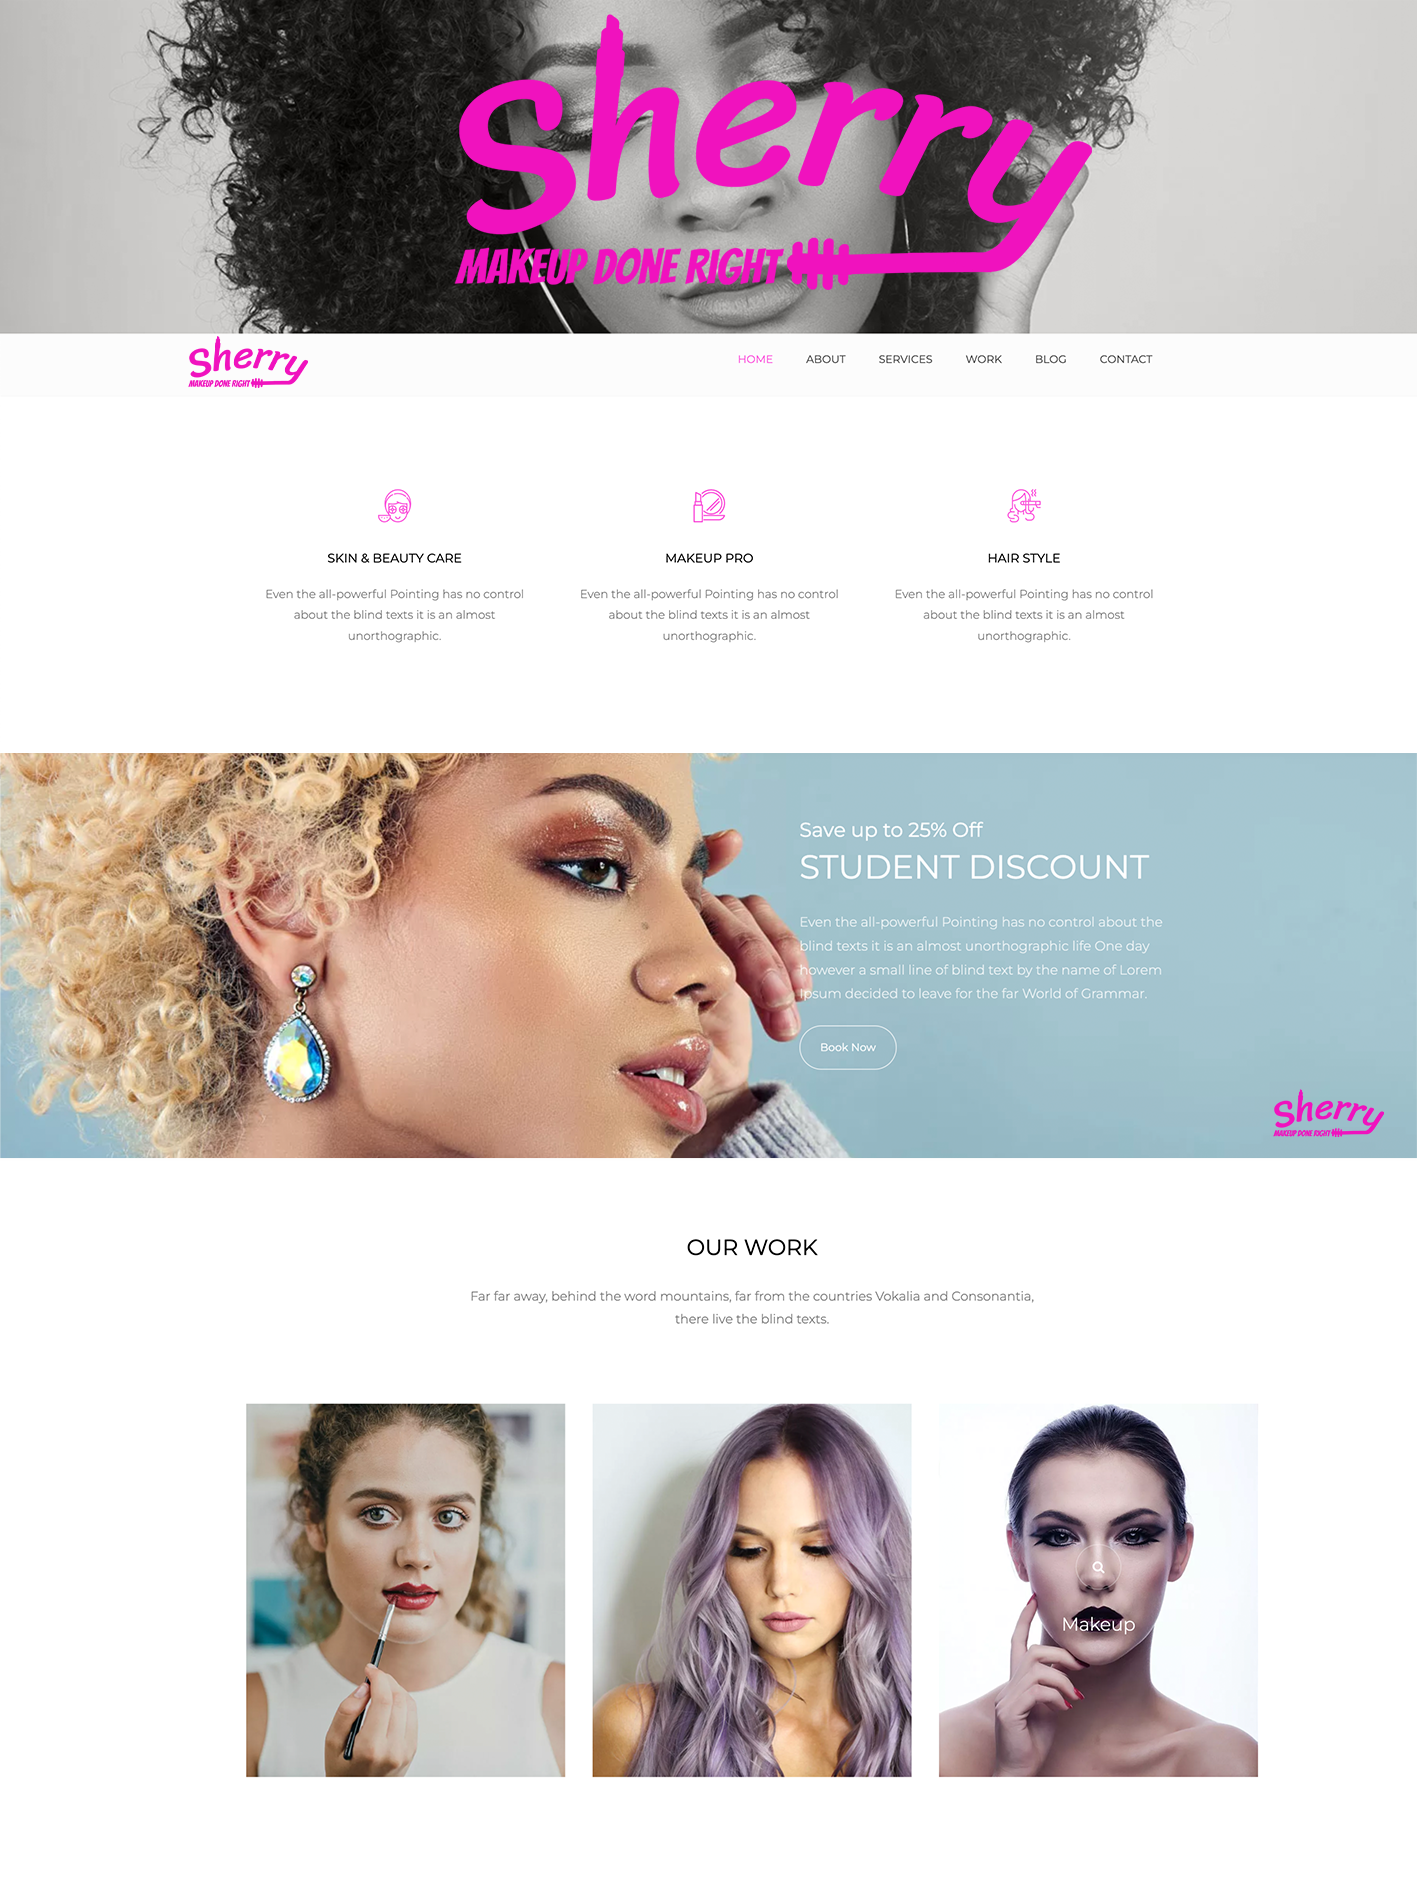 sherry
MAKEUP DONE RIGHT
sherry
MAKEUP DONE RIGHT
HOME ABOUT SERVICES WORK BLOG CONTACT
SKIN & BEAUTY CARE
Even the all-powerful Pointing has no control
about the blind texts it is an almost
unorthographic.
MAKEUP PRO
Even the all-powerful Pointing has no control
about the blind texts it is an almost
unorthographic.
HAIR STYLE
Even the all-powerful Pointing has no control
about the blind texts it is an almost
unorthographic.
Save up to 25% Off
STUDENT DISCOUNT
Even the all-powerful Pointing has no control about the
blind texts it is an almost unorthographic life One day
however a small line of blind text by the name of Lorem
Ipsum decided to leave for the far World of Grammar.
Book Now
sherry
MAKEUP DONE RIGHT
OUR WORK
Far far away, behind the word mountains, far from the countries Vokalia and Consonantia,
there live the blind texts.
Makeup